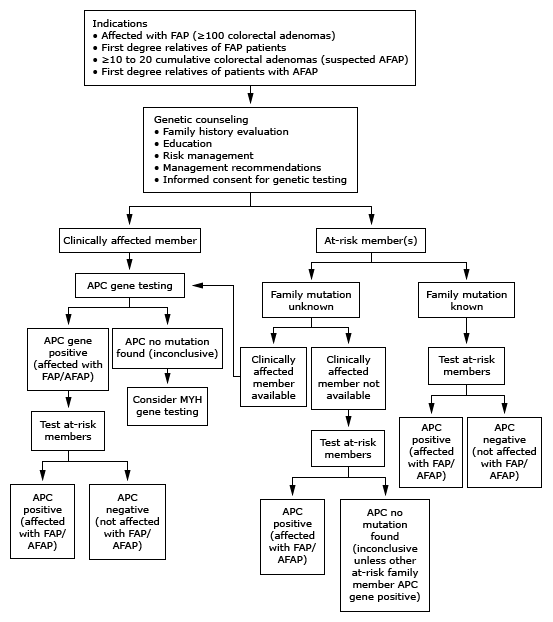 Indications
• Affected with FAP (≥100 colorectal adenomas)
• First degree relatives of FAP patients
• ≥10 to 20 cumulative colorectal adenomas (suspected AFAP)
• First degree relatives of patients with AFAP
Genetic counseling
• Family history evaluation
• Education
• Risk management
• Management recommendations
• Informed consent for genetic testing
Clinically affected member
At-risk member(s)
APC gene testing
Family mutation
unknown
Family mutation
known
APC gene
positive
(affected with
FAP/AFAP)
APC no mutation
found (inconclusive)
Clinically
affected
member
available
Clinically
affected
member not
available
Test at-risk
members
Consider MYH
gene testing
Test at-risk
members
Test at-risk
members
APC
positive
(affected
with FAP/
AFAP)
APC
negative
(not affected
with FAP/
AFAP)
APC
positive
(affected
with FAP/
AFAP)
APC
negative
(not affected
with FAP/
AFAP)
APC
positive
(affected
with FAP/
AFAP)
APC no
mutation
found
(inconclusive
unless other
at-risk family
member APC
gene positive)